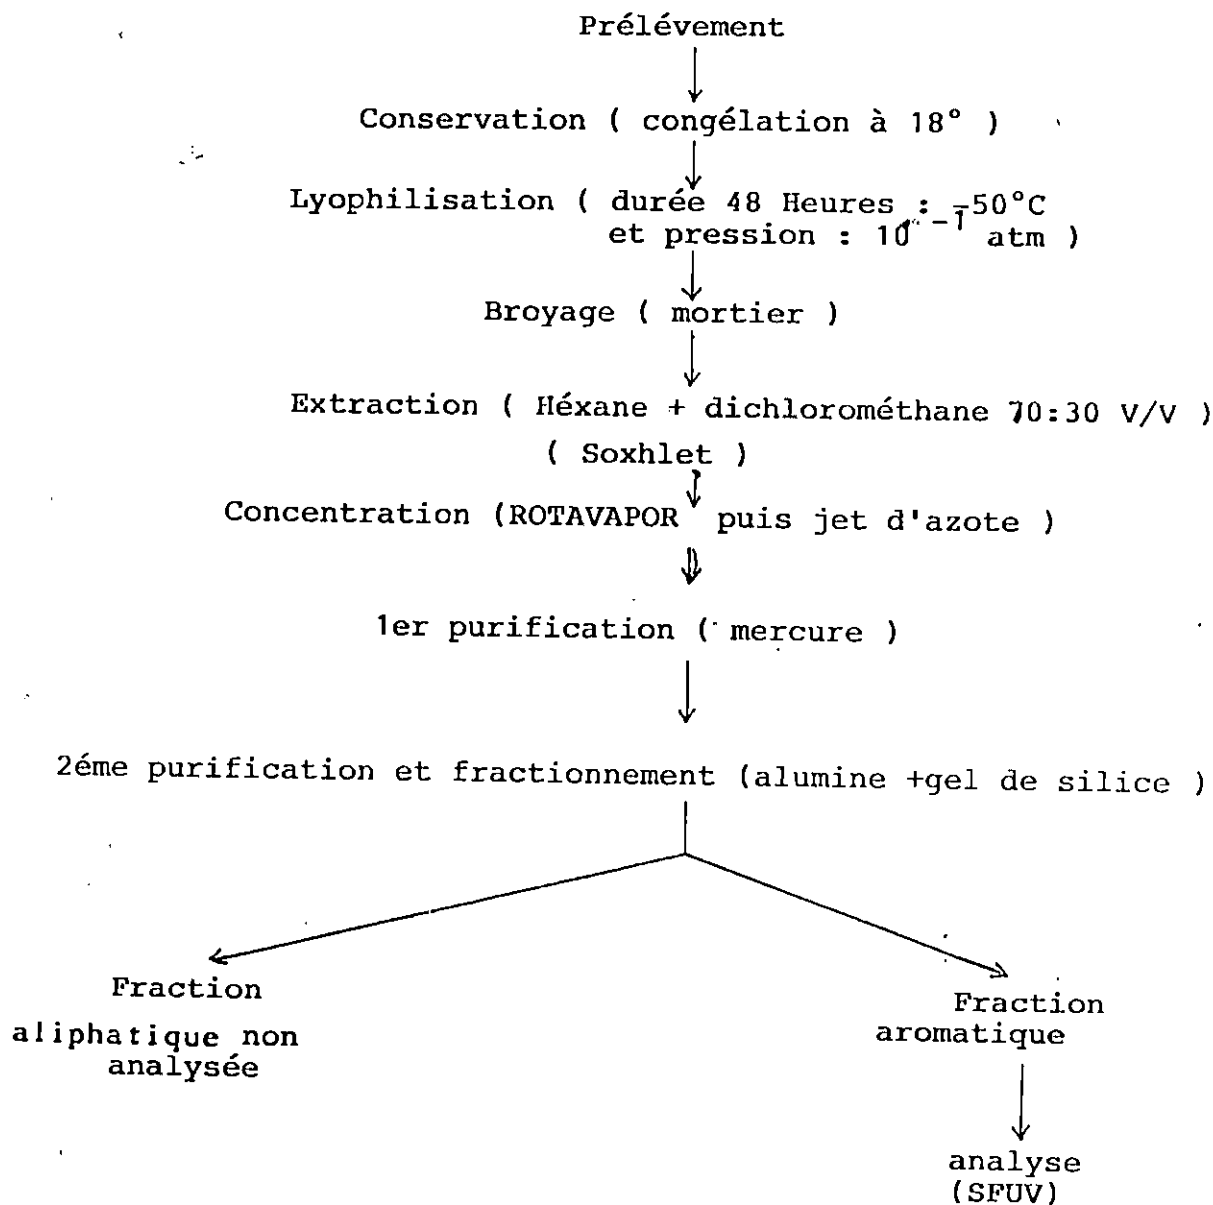 Prélévement
Conservation ( congélation à 18° )
Lyophilisation ( durée 48 Heures : -50°C
et pression : 10⁻¹ atm )
Broyage ( mortier )
Extraction ( Héxane + dichlorométhane 70:30 V/V )
( Soxhlet )
Concentration (ROTAVAPOR puis jet d'azote )
1er purification ( mercure )
2éme purification et fractionnement (alumine +gel de silice )
Fraction
aliphatique non
analysée
Fraction
aromatique
analyse
(SFUV)